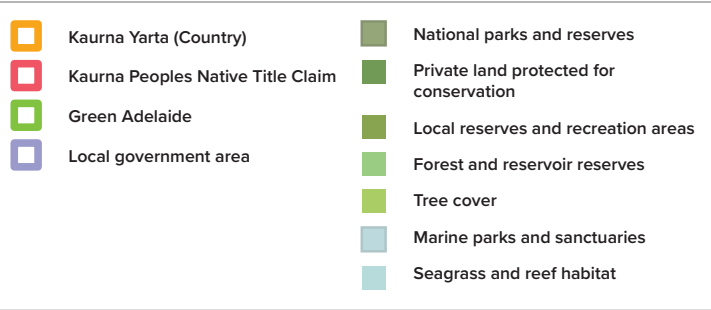 Kaurna Yarta (Country)
Kaurna Peoples Native Title Claim
Green Adelaide
Local government area
National parks and reserves
Private land protected for
conservation
Local reserves and recreation areas
Forest and reservoir reserves
Tree cover
Marine parks and sanctuaries
Seagrass and reef habitat